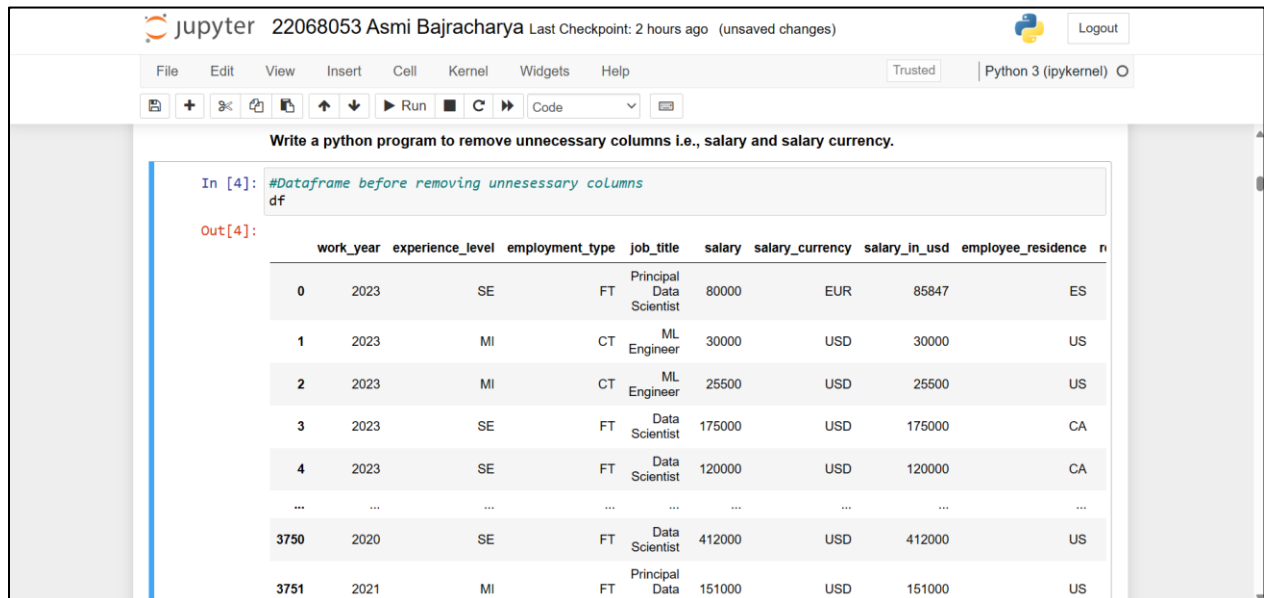 jupyter 22068053 Asmi Bajracharya Last Checkpoint: 2 hours ago (unsaved changes) Logout
File Edit View Insert Cell Kernel Widgets Help Trusted Python 3 (ipykernel)
Run Code
Write a python program to remove unnecessary columns i.e., salary and salary currency.
In [4]: #Dataframe before removing unnesessary columns
df
Out[4]:
work_year experience_level employment_type job_title salary salary_currency salary_in_usd employee_residence
0 2023 SE FT Principal Data Scientist 80000 EUR 85847 ES
1 2023 MI CT ML Engineer 30000 USD 30000 US
2 2023 MI CT ML Engineer 25500 USD 25500 US
3 2023 SE FT Data Scientist 175000 USD 175000 CA
4 2023 SE FT Data Scientist 120000 USD 120000 CA
... ... ... ... ... ... ... ... ...
3750 2020 SE FT Data Scientist 412000 USD 412000 US
3751 2021 MI FT Principal Data 151000 USD 151000 US